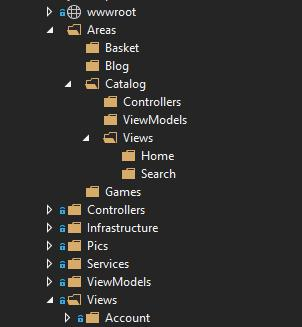 wwwroot
Areas
Basket
Blog
Catalog
Controllers
ViewModels
Views
Home
Search
Games
Controllers
Infrastructure
Pics
Services
ViewModels
Views
Account